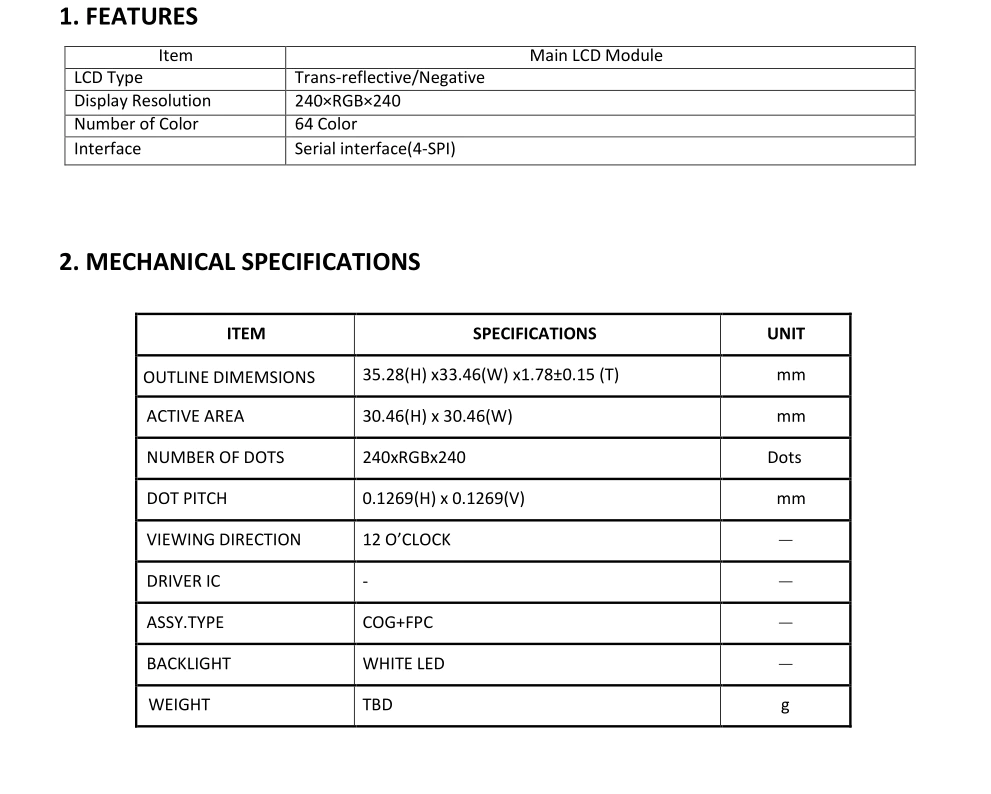 1. FEATURES
Item Main LCD Module
LCD Type Trans-reflective/Negative
Display Resolution 240×RGB×240
Number of Color 64 Color
Interface Serial interface(4-SPI)
2. MECHANICAL SPECIFICATIONS
ITEM SPECIFICATIONS UNIT
OUTLINE DIMEMSIONS 35.28(H) x33.46(W) x1.78±0.15 (T) mm
ACTIVE AREA 30.46(H) x 30.46(W) mm
NUMBER OF DOTS 240xRGBx240 Dots
DOT PITCH 0.1269(H) x 0.1269(V) mm
VIEWING DIRECTION 12 O’CLOCK —
DRIVER IC - —
ASSY.TYPE COG+FPC —
BACKLIGHT WHITE LED —
WEIGHT TBD g